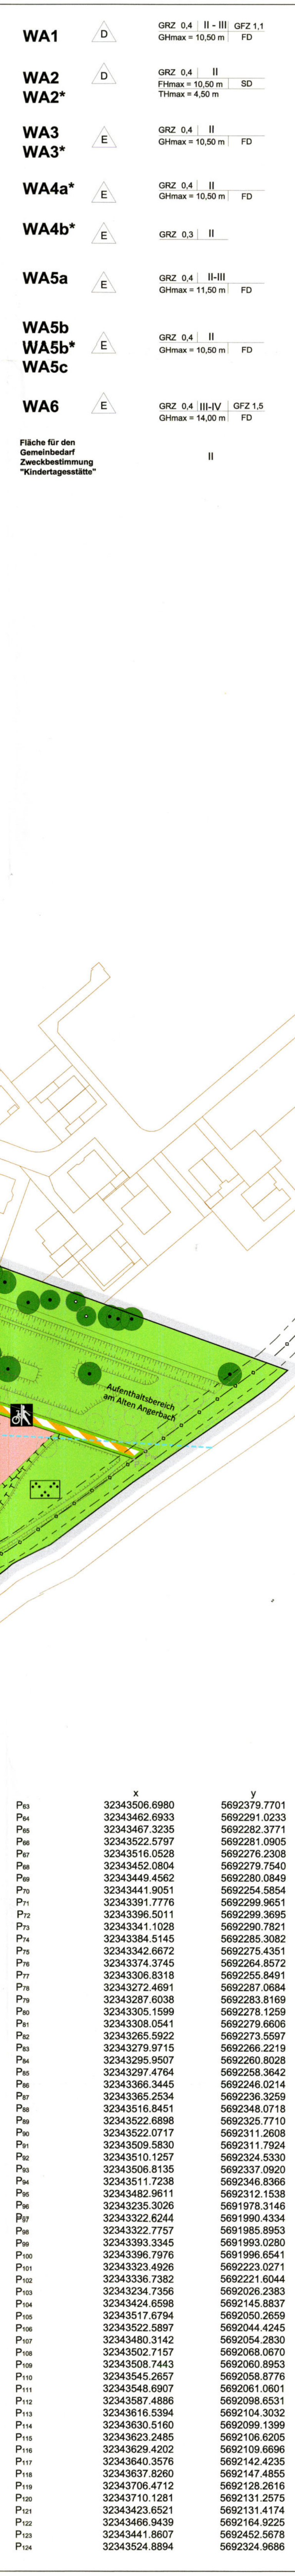 WA1 D GRZ 0,4 II - III GFZ 1,1
GHmax = 10,50 m FD
WA2 D GRZ 0,4 II
WA2* FHmax = 10,50 m SD
THmax = 4,50 m
WA3 E GRZ 0,4 II
WA3* GHmax = 10,50 m FD
WA4a* E GRZ 0,4 II
GHmax = 10,50 m FD
WA4b* E GRZ 0,3 II
WA5a E GRZ 0,4 II-III
GHmax = 11,50 m FD
WA5b
WA5b* E GRZ 0,4 II
WA5c GHmax = 10,50 m FD
WA6 E GRZ 0,4 III-IV GFZ 1,5
GHmax = 14,00 m FD
Fläche für den
Gemeinbedarf
Zweckbestimmung II
"Kindertagesstätte"
Aufenthaltsbereich
am Alten Angerbach
x y
P63 32343506.6980 5692379.7701
P64 32343462.6933 5692291.0233
P65 32343467.3235 5692282.3771
P66 32343522.5797 5692281.0905
P67 32343516.0528 5692276.2308
P68 32343452.0804 5692279.7540
P69 32343449.4562 5692280.0849
P70 32343441.9051 5692254.5854
P71 32343391.7776 5692299.9651
P72 32343396.5011 5692299.3695
P73 32343341.1028 5692290.7821
P74 32343384.5145 5692285.3082
P75 32343342.6672 5692275.4351
P76 32343374.3745 5692264.8572
P77 32343306.8318 5692255.8491
P78 32343272.4691 5692287.0684
P79 32343287.6038 5692283.8169
P80 32343305.1599 5692278.1259
P81 32343308.0541 5692279.6606
P82 32343265.5922 5692273.5597
P83 32343279.9715 5692266.2219
P84 32343295.9507 5692260.8028
P85 32343297.4764 5692258.3642
P86 32343366.3445 5692246.0214
P87 32343365.2534 5692236.3259
P88 32343516.8451 5692348.0718
P89 32343522.6898 5692325.7710
P90 32343522.0717 5692311.2608
P91 32343509.5830 5692311.7924
P92 32343510.1257 5692324.5330
P93 32343506.8135 5692337.0920
P94 32343511.7238 5692346.8366
P95 32343482.9611 5692312.1538
P96 32343235.3026 5691978.3146
P97 32343322.6244 5691990.4334
P98 32343322.7757 5691985.8953
P99 32343393.3345 5691993.0280
P100 32343396.7976 5691996.6541
P101 32343323.4926 5692223.0271
P102 32343336.7382 5692221.6044
P103 32343234.7356 5692026.2383
P104 32343424.6598 5692145.8837
P105 32343517.6794 5692050.2659
P106 32343522.5897 5692044.4245
P107 32343480.3142 5692054.2830
P108 32343502.7157 5692068.0670
P109 32343508.7443 5692060.8953
P110 32343545.2657 5692058.8776
P111 32343548.6907 5692061.0601
P112 32343587.4886 5692098.6531
P113 32343616.5394 5692104.3032
P114 32343630.5160 5692099.1399
P115 32343623.2485 5692106.6205
P116 32343629.4202 5692109.6696
P117 32343640.3576 5692142.4235
P118 32343637.8260 5692147.4855
P119 32343706.4712 5692128.2616
P120 32343710.1281 5692131.2575
P121 32343423.6521 5692131.4174
P122 32343466.9439 5692164.9225
P123 32343441.8607 5692452.5678
P124 32343524.8894 5692324.9686